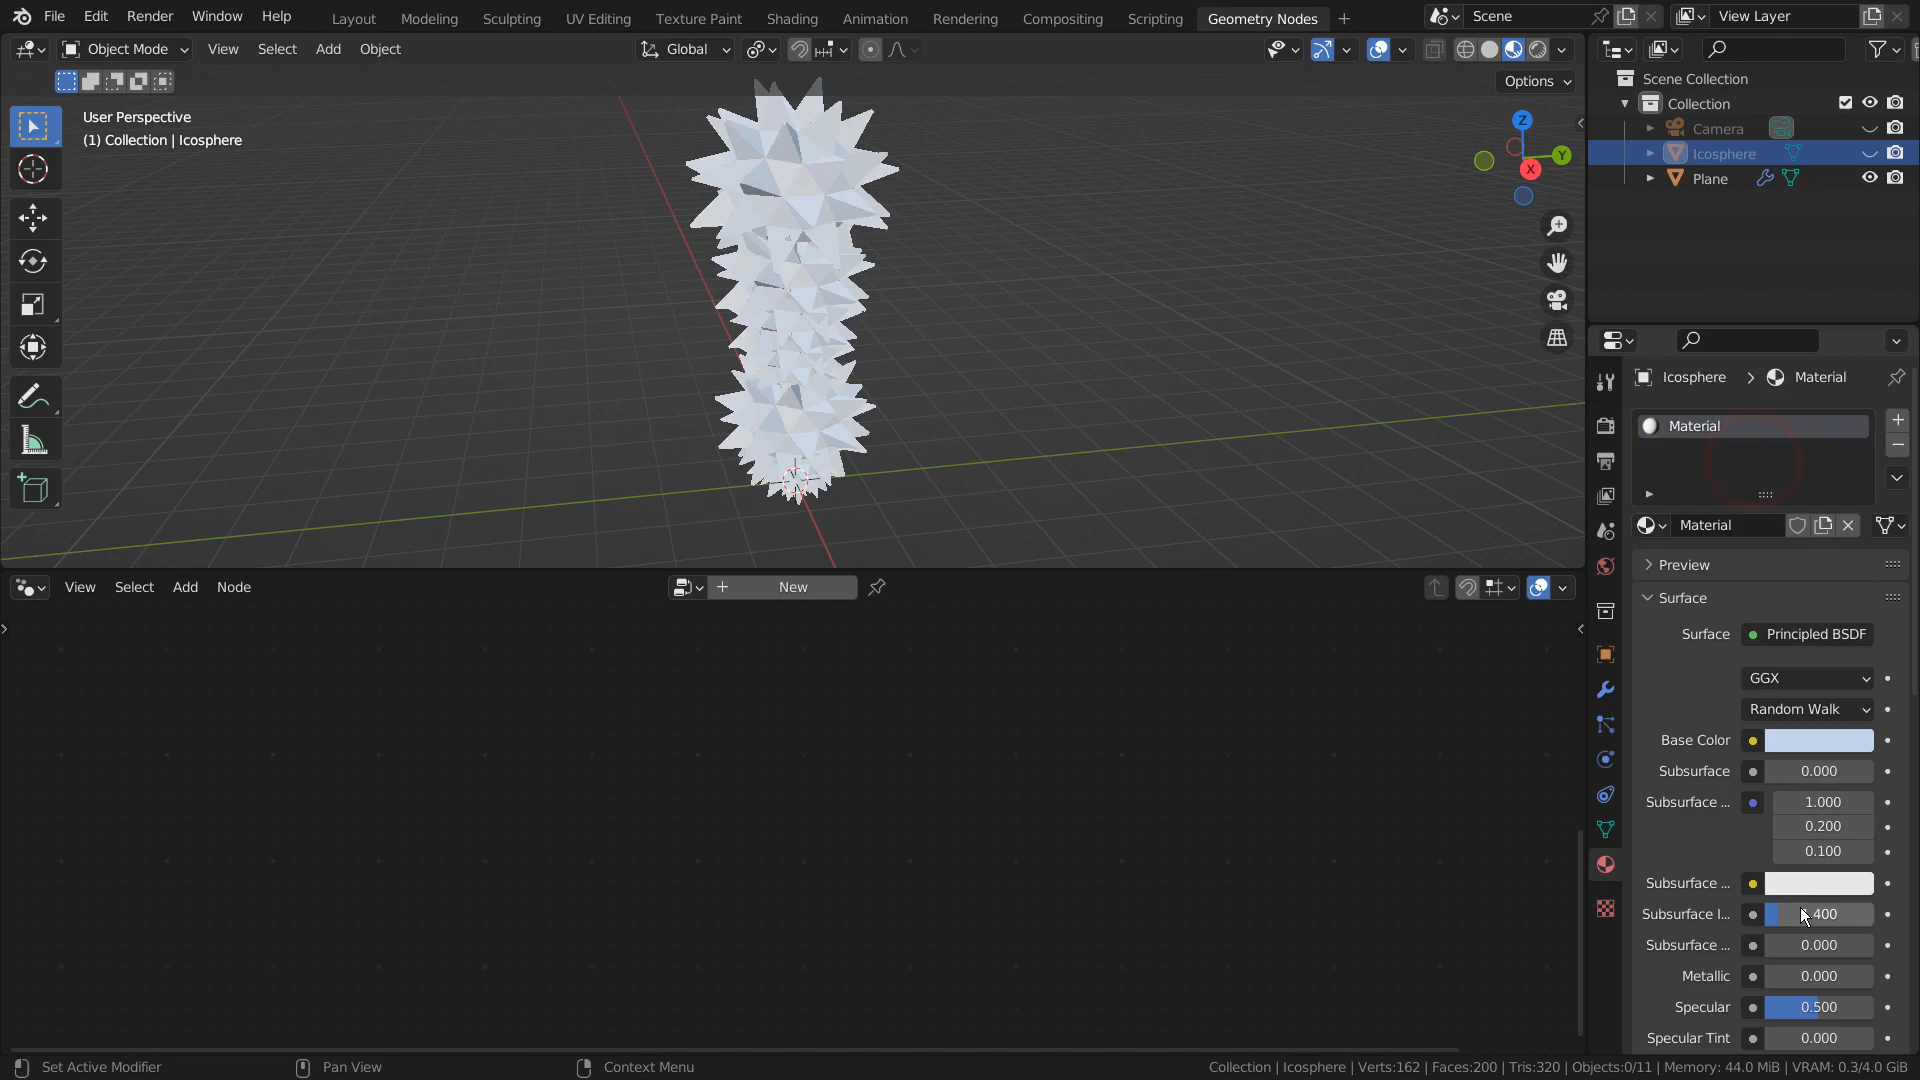 File Edit Render Window Help
Layout Modeling Sculpting UV Editing Texture Paint Shading Animation Rendering Compositing Scripting Geometry Nodes
Scene
View Layer
Object Mode View Select Add Object
Global
Options
User Perspective
(1) Collection | Icosphere
Z
Y
X
Scene Collection
Collection
Camera
Icosphere
Plane
Icosphere > Material
Material
Material
Preview
Surface
Surface Principled BSDF
GGX
Random Walk
Base Color
Subsurface 0.000
Subsurface ... 1.000
0.200
0.100
Subsurface ...
Subsurface I... .400
Subsurface ... 0.000
Metallic 0.000
Specular 0.500
Specular Tint 0.000
View Select Add Node
New
Set Active Modifier
Pan View
Context Menu
Collection | Icosphere | Verts:162 | Faces:200 | Tris:320 | Objects:0/11 | Memory: 44.0 MiB | VRAM: 0.3/4.0 GiB